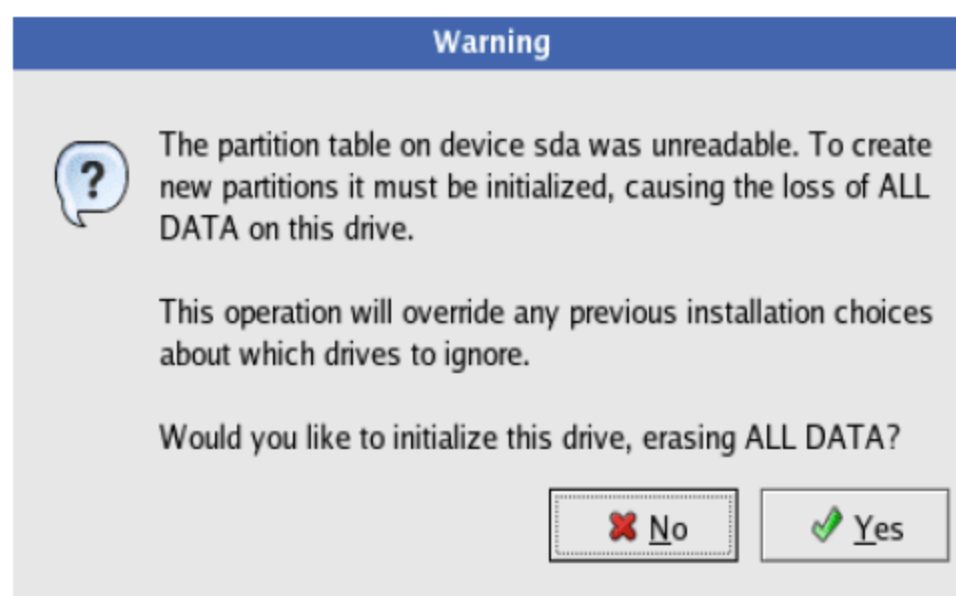 Warning
The partition table on device sda was unreadable. To create
new partitions it must be initialized, causing the loss of ALL
DATA on this drive.
This operation will override any previous installation choices
about which drives to ignore.
Would you like to initialize this drive, erasing ALL DATA?
No Yes